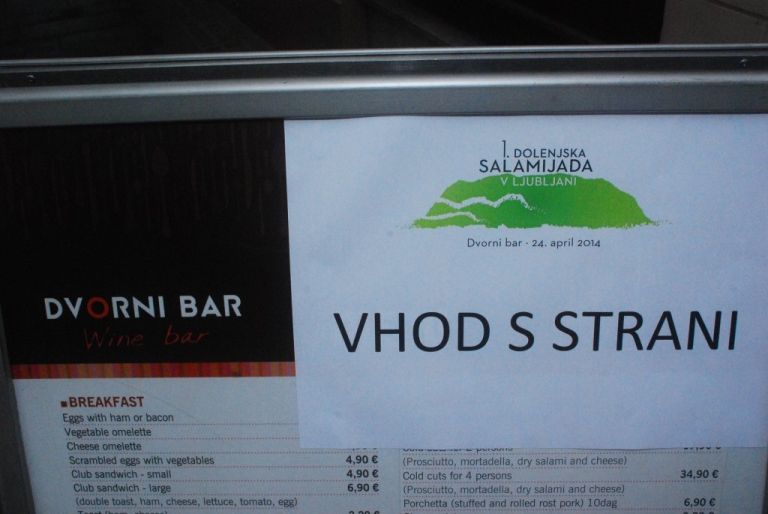 1. DOLENJSKA
SALAMIJADA
V LJUBLJANI
Dvorni bar · 24. april 2014
VHOD S STRANI
DVORNI BAR
Wine bar
BREAKFAST
Eggs with ham or bacon
Vegetable omelette
Cheese omelette
Scrambled eggs with vegetables 4,90 €
Club sandwich - small 4,90 €
Club sandwich - large 6,90 €
(double toast, ham, cheese, lettuce, tomato, egg)
(Prosciutto, mortadella, dry salami and cheese)
Cold cuts for 4 persons 34,90 €
(Prosciutto, mortadella, dry salami and cheese)
Porchetta (stuffed and rolled rost pork) 10dag 6,90 €